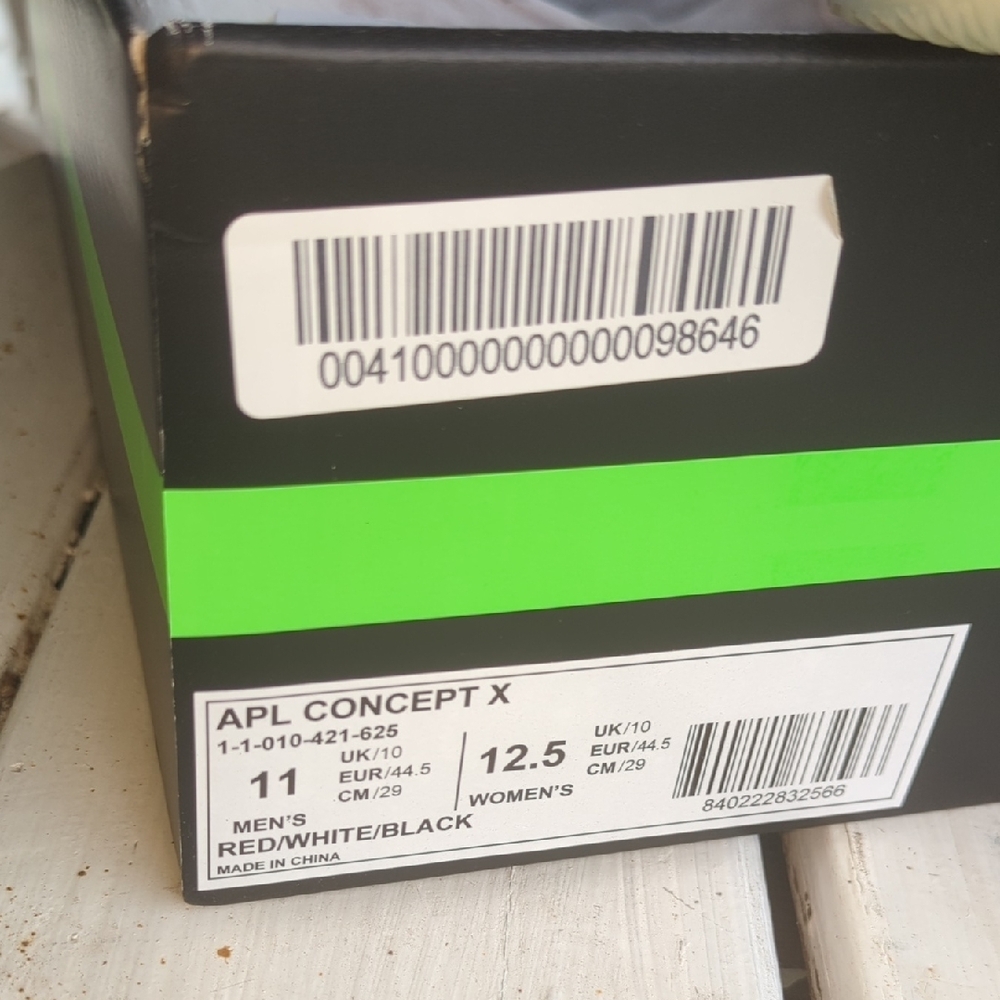 00410000000000098646
APL CONCEPT X
1-1-010-421-625
11
UK/10
EUR/44.5
CM/29
MEN'S
12.5
UK/10
EUR/44.5
CM/29
WOMEN'S
840222832566
RED/WHITE/BLACK
MADE IN CHINA